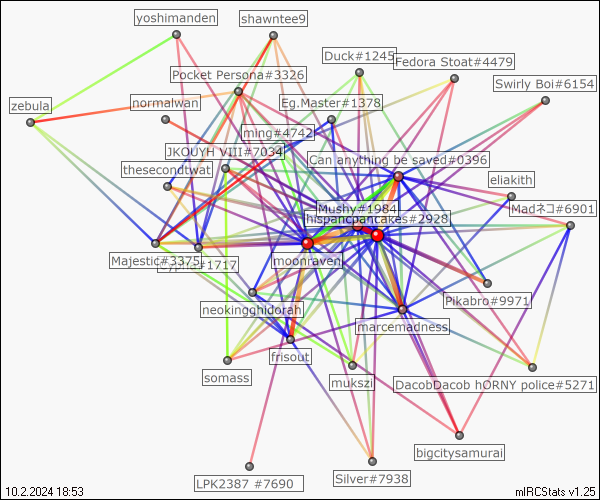 yoshimanden
shawntee9
Duck#1245
Fedora Stoat#4479
Pocket Persona#3326
Swirly Boi#6154
zebula
normalwan
Eg.Master#1378
ming#4742
JKOUYH VIII#7034
Can anything be saved#0396
thesecondtwat
eliakith
Mushy#1984
Madネコ#6901
hispancpantakes#2928
Majestic#3375
#1717
moonraven
Pikabro#9971
neokingghidorah
marcemadness
frisout
somass
mukszi
DacobDacob hORNY police#5271
bigcitysamurai
LPK2387 #7690
Silver#7938
10.2.2024 18:53
mIRCStats v1.25